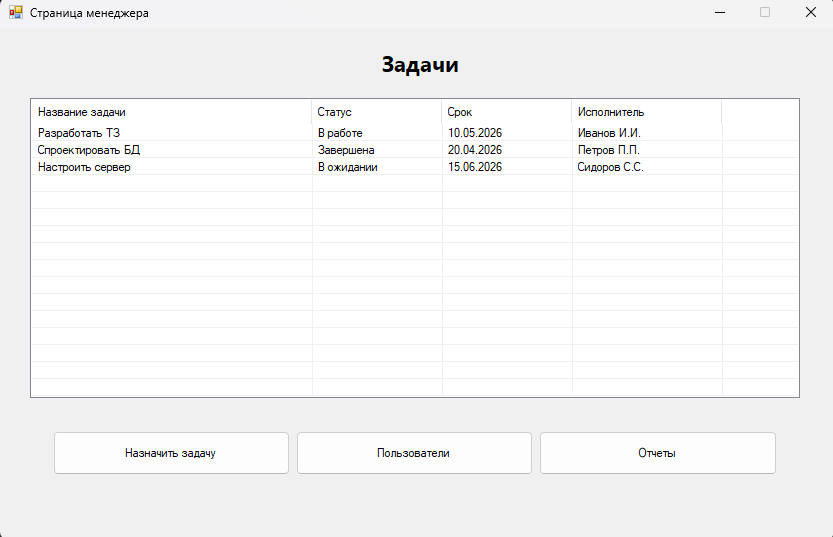 Страница менеджера
Задачи
Название задачи Статус Срок Исполнитель
Разработать ТЗ В работе 10.05.2026 Иванов И.И.
Спроектировать БД Завершена 20.04.2026 Петров П.П.
Настроить сервер В ожидании 15.06.2026 Сидоров С.С.
Назначить задачу Пользователи Отчеты